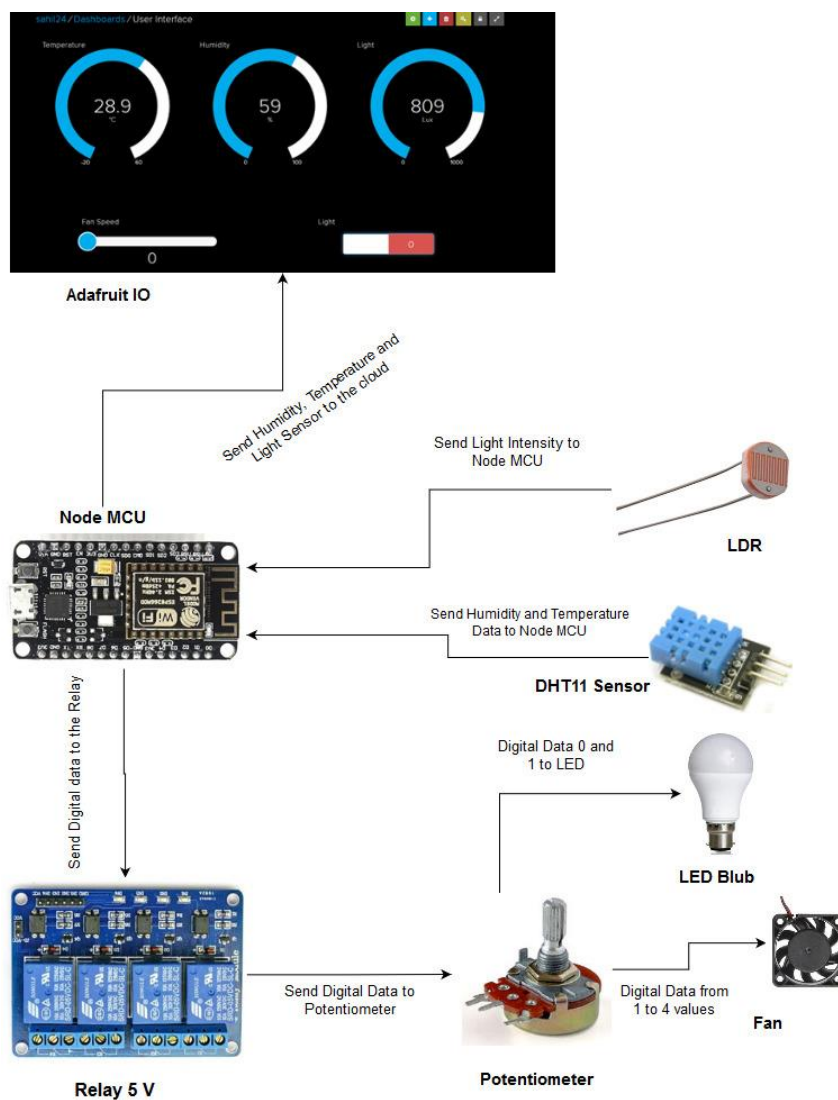 sahil24 / Dashboards / User Interface
Temperature
Humidity
Light
28.9
°C
59
%
809
Lux
-20
60
0
100
0
1000
Fan Speed
Light
0
0
Adafruit IO
Send Humidity, Temperature and
Light Sensor to the cloud
Send Light Intensity to
Node MCU
Node MCU
LDR
WiFi
Send Humidity and Temperature
Data to Node MCU
DHT11 Sensor
Send Digital data to the Relay
Digital Data 0 and
1 to LED
LED Blub
Send Digital Data to
Potentiometer
Digital Data from
1 to 4 values
Fan
Relay 5 V
Potentiometer